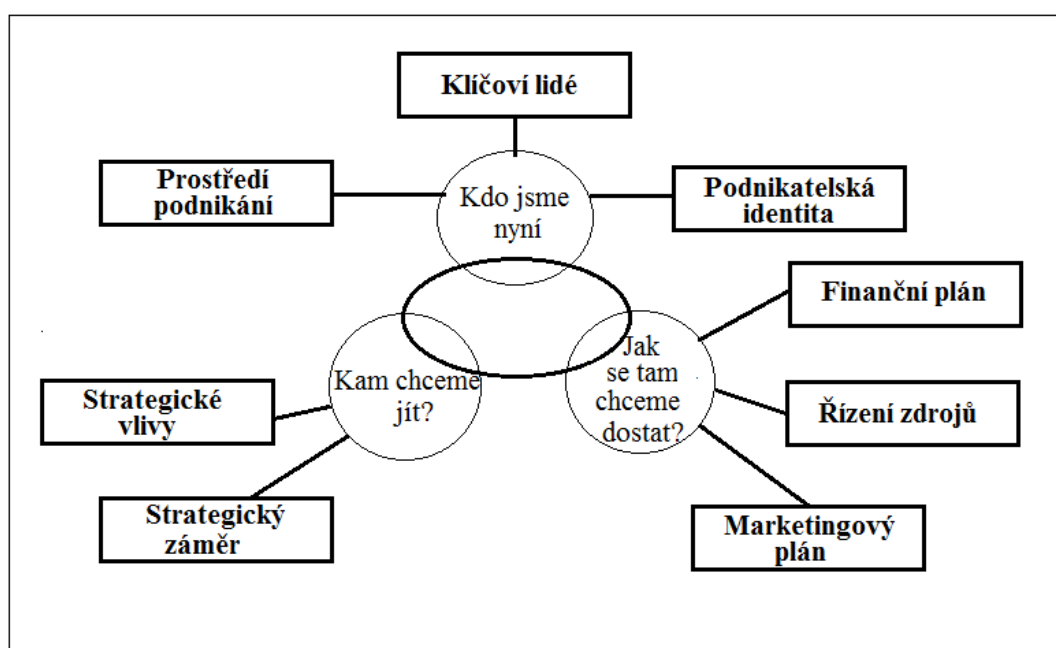 Klíčoví lidé
Prostředí
podnikání
Kdo jsme
nyní
Podnikatelská
identita
Finanční plán
Kam chceme
jít?
Jak
se tam
chceme
dostat?
Strategické
vlivy
Řízení zdrojů
Strategický
záměr
Marketingový
plán